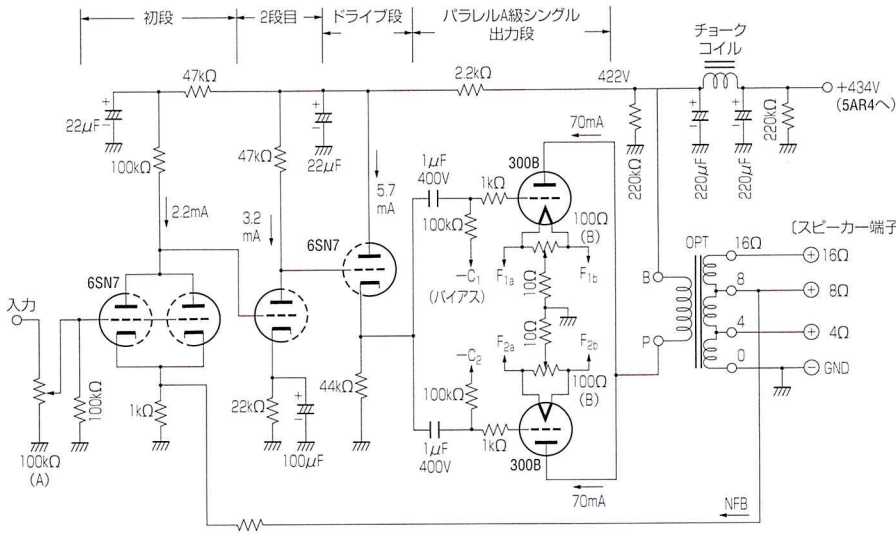 初段
2段目
ドライブ段
パラレルA級シングル
出力段
チョーク
コイル
47kΩ
2.2kΩ
422V
+434V
(5AR4へ)
22μF
100kΩ
47kΩ
22μF
70mA
220kΩ
220μF
220μF
220kΩ
2.2mA
3.2
mA
5.7
mA
1μF
400V
1kΩ
300B
100kΩ
100Ω
(B)
6SN7
6SN7
−C1
(バイアス)
F1a
F1b
10Ω
10Ω
OPT
[スピーカー端子
16Ω
16Ω
B
8
8Ω
4
4Ω
P
0
GND
入力
F2a
F2b
−C2
100Ω
(B)
100kΩ
100kΩ
1kΩ
22kΩ
44kΩ
100μF
1kΩ
1μF
400V
300B
100kΩ
(A)
70mA
NFB